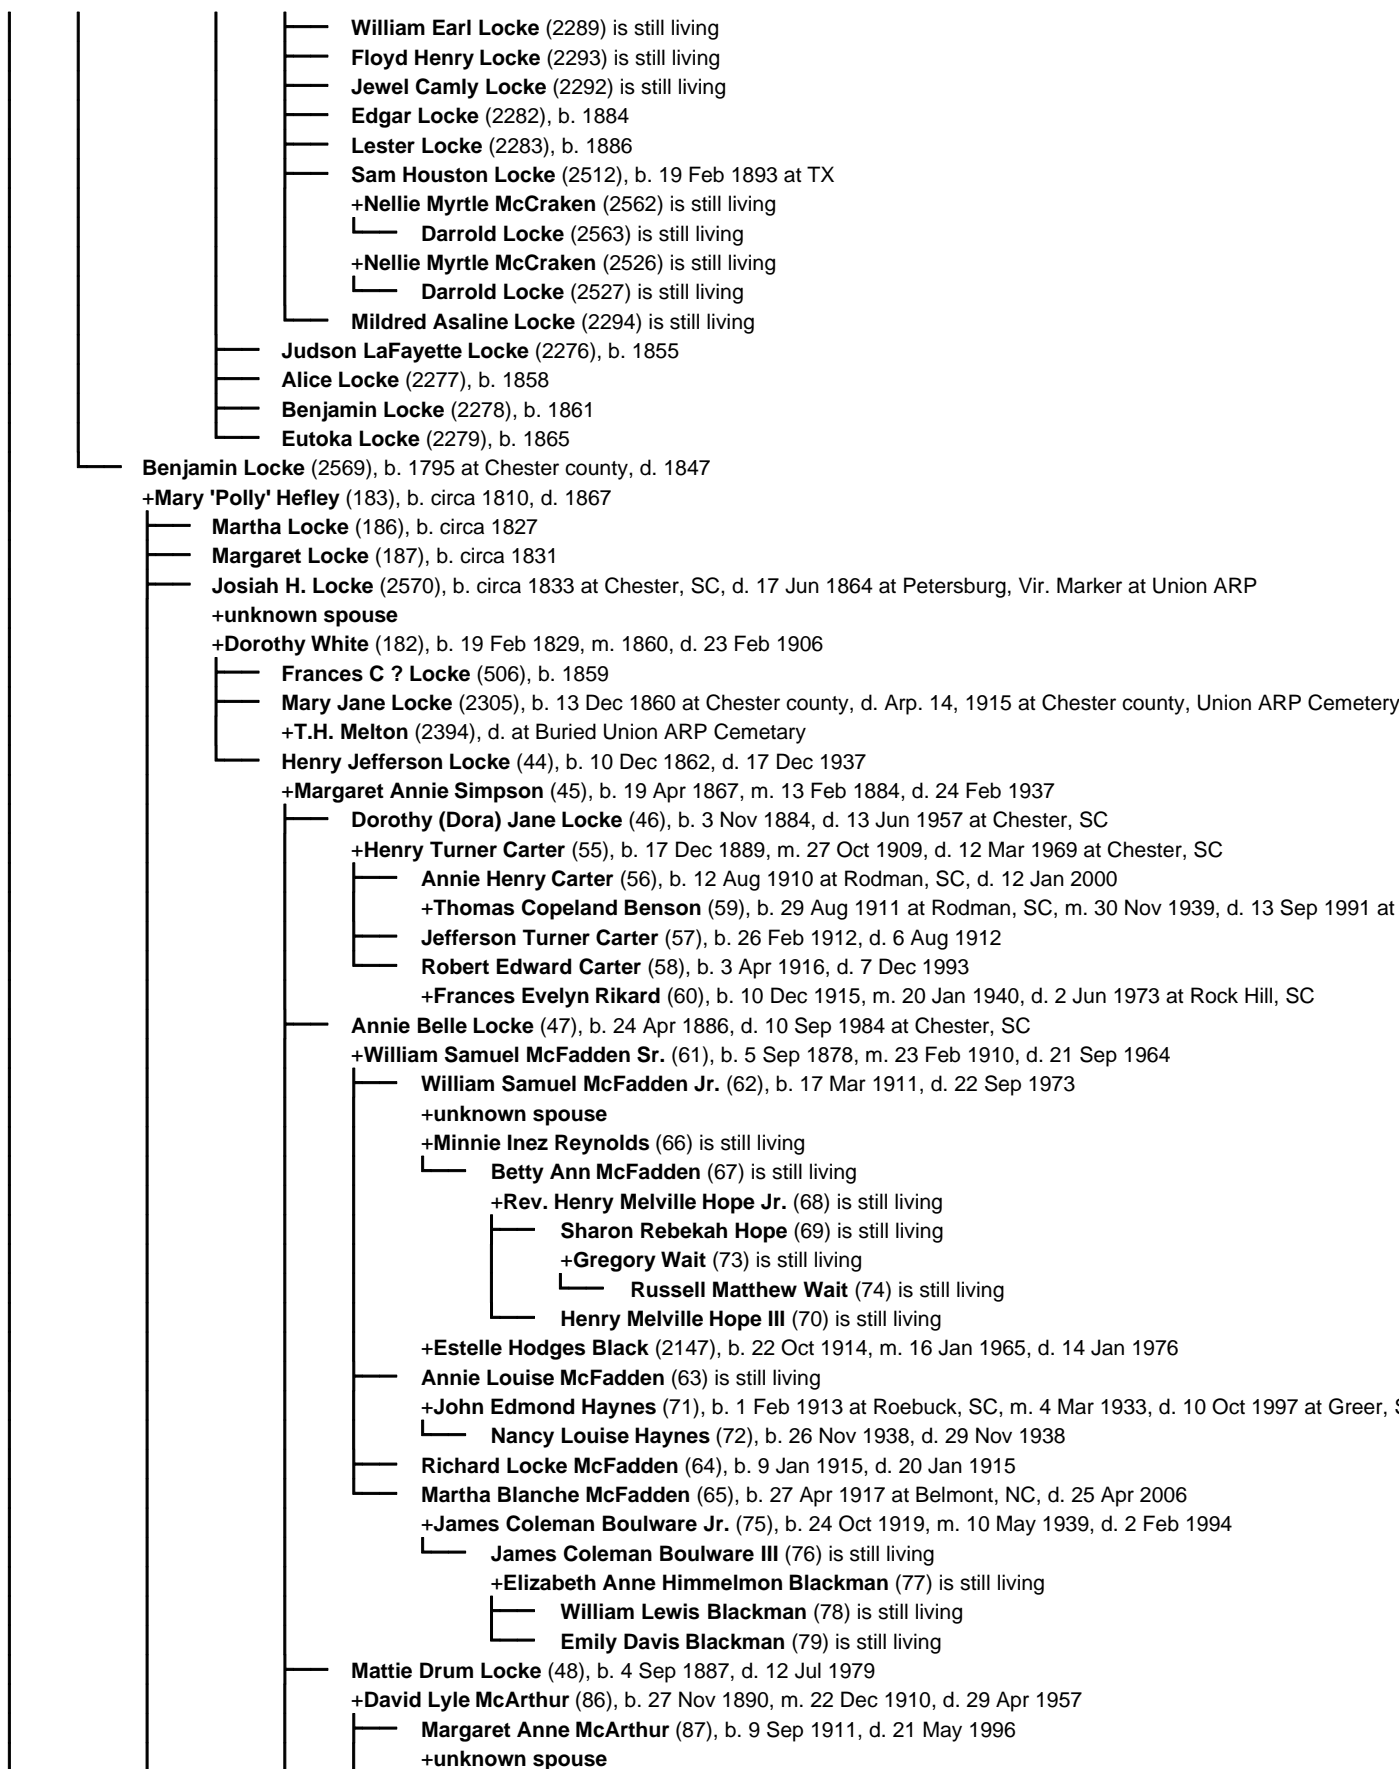 William Earl Locke (2289) is still living
Floyd Henry Locke (2293) is still living
Jewel Camly Locke (2292) is still living
Edgar Locke (2282), b. 1884
Lester Locke (2283), b. 1886
Sam Houston Locke (2512), b. 19 Feb 1893 at TX
+Nellie Myrtle McCraken (2562) is still living
Darrold Locke (2563) is still living
+Nellie Myrtle McCraken (2526) is still living
Darrold Locke (2527) is still living
Mildred Asaline Locke (2294) is still living
Judson LaFayette Locke (2276), b. 1855
Alice Locke (2277), b. 1858
Benjamin Locke (2278), b. 1861
Eutoka Locke (2279), b. 1865
Benjamin Locke (2569), b. 1795 at Chester county, d. 1847
+Mary 'Polly' Hefley (183), b. circa 1810, d. 1867
Martha Locke (186), b. circa 1827
Margaret Locke (187), b. circa 1831
Josiah H. Locke (2570), b. circa 1833 at Chester, SC, d. 17 Jun 1864 at Petersburg, Vir. Marker at Union ARP
+unknown spouse
+Dorothy White (182), b. 19 Feb 1829, m. 1860, d. 23 Feb 1906
Frances C ? Locke (506), b. 1859
Mary Jane Locke (2305), b. 13 Dec 1860 at Chester county, d. Arp. 14, 1915 at Chester county, Union ARP Cemetery
+T.H. Melton (2394), d. at Buried Union ARP Cemetary
Henry Jefferson Locke (44), b. 10 Dec 1862, d. 17 Dec 1937
+Margaret Annie Simpson (45), b. 19 Apr 1867, m. 13 Feb 1884, d. 24 Feb 1937
Dorothy (Dora) Jane Locke (46), b. 3 Nov 1884, d. 13 Jun 1957 at Chester, SC
+Henry Turner Carter (55), b. 17 Dec 1889, m. 27 Oct 1909, d. 12 Mar 1969 at Chester, SC
Annie Henry Carter (56), b. 12 Aug 1910 at Rodman, SC, d. 12 Jan 2000
+Thomas Copeland Benson (59), b. 29 Aug 1911 at Rodman, SC, m. 30 Nov 1939, d. 13 Sep 1991 at
Jefferson Turner Carter (57), b. 26 Feb 1912, d. 6 Aug 1912
Robert Edward Carter (58), b. 3 Apr 1916, d. 7 Dec 1993
+Frances Evelyn Rikard (60), b. 10 Dec 1915, m. 20 Jan 1940, d. 2 Jun 1973 at Rock Hill, SC
Annie Belle Locke (47), b. 24 Apr 1886, d. 10 Sep 1984 at Chester, SC
+William Samuel McFadden Sr. (61), b. 5 Sep 1878, m. 23 Feb 1910, d. 21 Sep 1964
William Samuel McFadden Jr. (62), b. 17 Mar 1911, d. 22 Sep 1973
+unknown spouse
+Minnie Inez Reynolds (66) is still living
Betty Ann McFadden (67) is still living
+Rev. Henry Melville Hope Jr. (68) is still living
Sharon Rebekah Hope (69) is still living
+Gregory Wait (73) is still living
Russell Matthew Wait (74) is still living
Henry Melville Hope III (70) is still living
+Estelle Hodges Black (2147), b. 22 Oct 1914, m. 16 Jan 1965, d. 14 Jan 1976
Annie Louise McFadden (63) is still living
+John Edmond Haynes (71), b. 1 Feb 1913 at Roebuck, SC, m. 4 Mar 1933, d. 10 Oct 1997 at Greer,
Nancy Louise Haynes (72), b. 26 Nov 1938, d. 29 Nov 1938
Richard Locke McFadden (64), b. 9 Jan 1915, d. 20 Jan 1915
Martha Blanche McFadden (65), b. 27 Apr 1917 at Belmont, NC, d. 25 Apr 2006
+James Coleman Boulware Jr. (75), b. 24 Oct 1919, m. 10 May 1939, d. 2 Feb 1994
James Coleman Boulware III (76) is still living
+Elizabeth Anne Himmelmon Blackman (77) is still living
William Lewis Blackman (78) is still living
Emily Davis Blackman (79) is still living
Mattie Drum Locke (48), b. 4 Sep 1887, d. 12 Jul 1979
+David Lyle McArthur (86), b. 27 Nov 1890, m. 22 Dec 1910, d. 29 Apr 1957
Margaret Anne McArthur (87), b. 9 Sep 1911, d. 21 May 1996
+unknown spouse